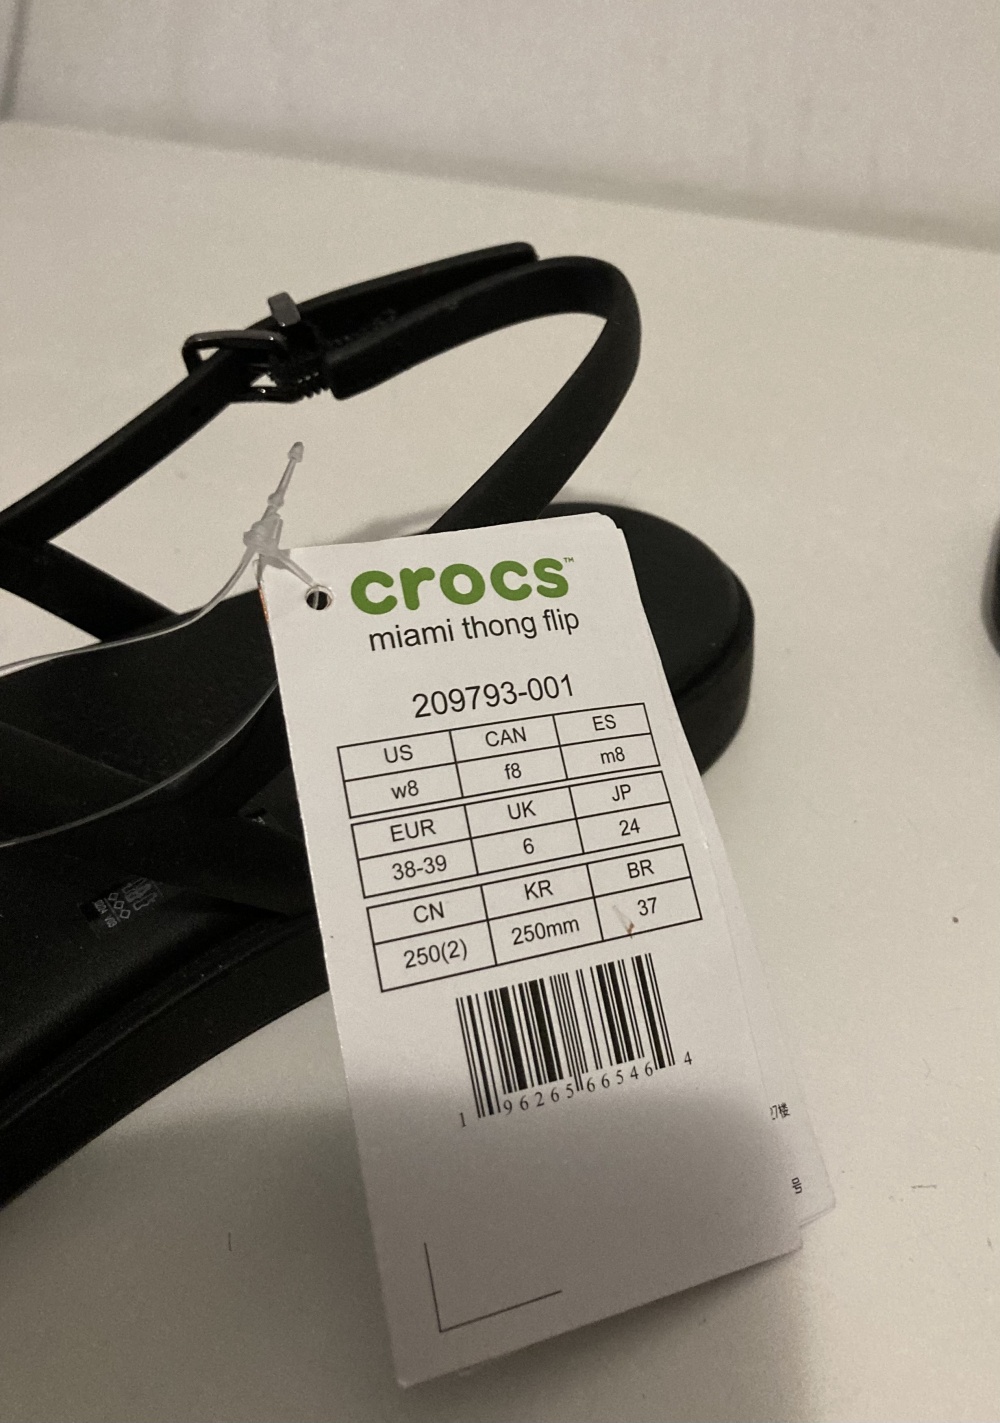 crocs™
miami thong flip
209793-001
US CAN ES
w8 f8 m8
EUR UK JP
38-39 6 24
CN KR BR
250(2) 250mm 37
1 96265 66546 4
号